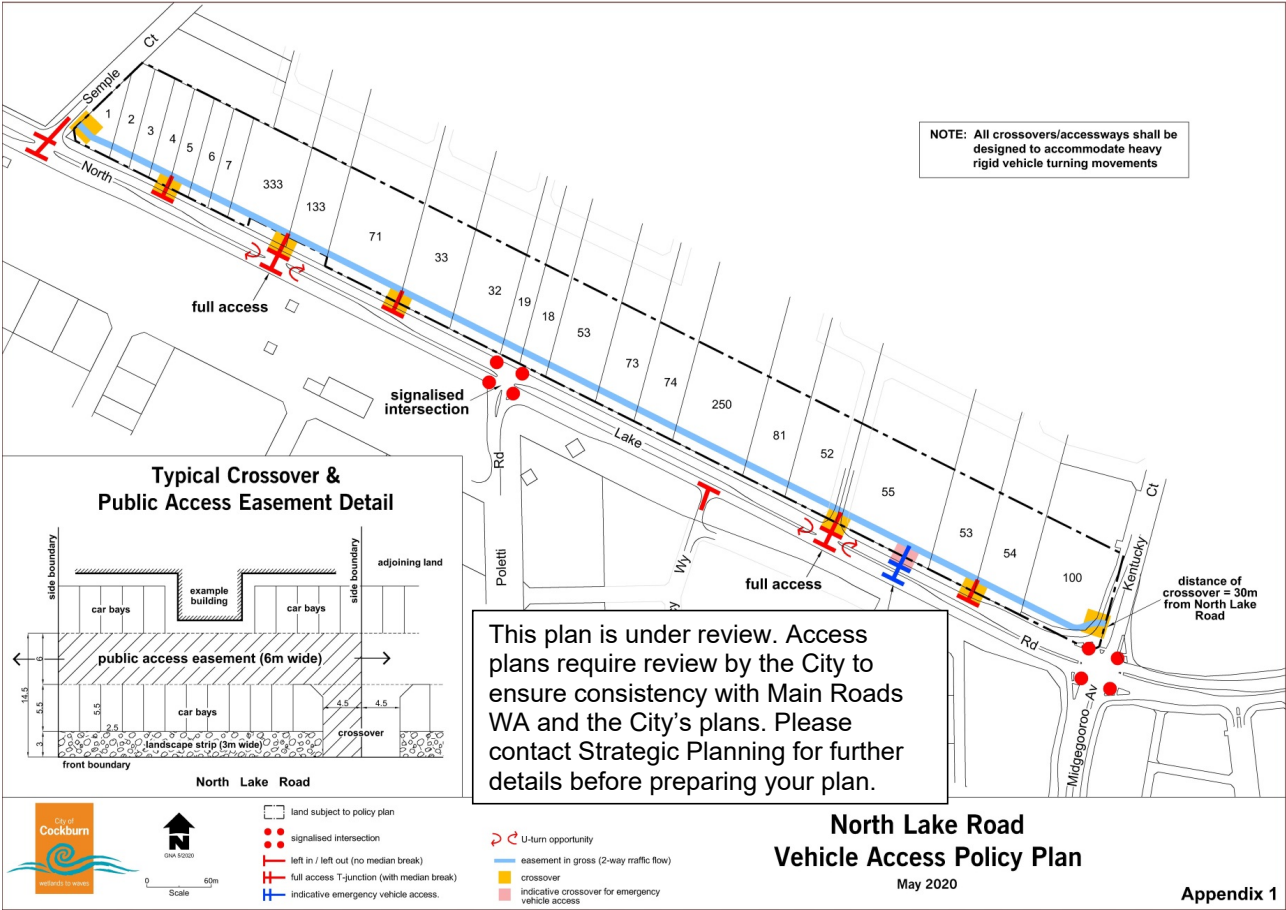 Semple
Ct
1
2
3
4
5
6
7
333
133
71
33
32
19
18
53
73
74
250
81
52
55
53
54
100
North
Lake
Rd
Poletti
Rd
Wy
Ct
Kentucky
Midgegooroo
Av
full access
signalised
intersection
full access
distance of
crossover = 30m
from North Lake
Road
NOTE: All crossovers/accessways shall be
designed to accommodate heavy
rigid vehicle turning movements
Typical Crossover &
Public Access Easement Detail
side boundary
side boundary
adjoining land
example
building
car bays
car bays
public access easement (6m wide)
6
14.5
5.5
5.5
2.5
3
car bays
4.5
4.5
crossover
landscape strip (3m wide)
front boundary
North Lake Road
This plan is under review. Access
plans require review by the City to
ensure consistency with Main Roads
WA and the City's plans. Please
contact Strategic Planning for further
details before preparing your plan.
City of
Cockburn
wetlands to waves
N
GNA 5/2020
0
60m
Scale
land subject to policy plan
signalised intersection
left in / left out (no median break)
full access T-junction (with median break)
indicative emergency vehicle access.
U-turn opportunity
easement in gross (2-way rraffic flow)
crossover
indicative crossover for emergency
vehicle access
North Lake Road
Vehicle Access Policy Plan
May 2020
Appendix 1